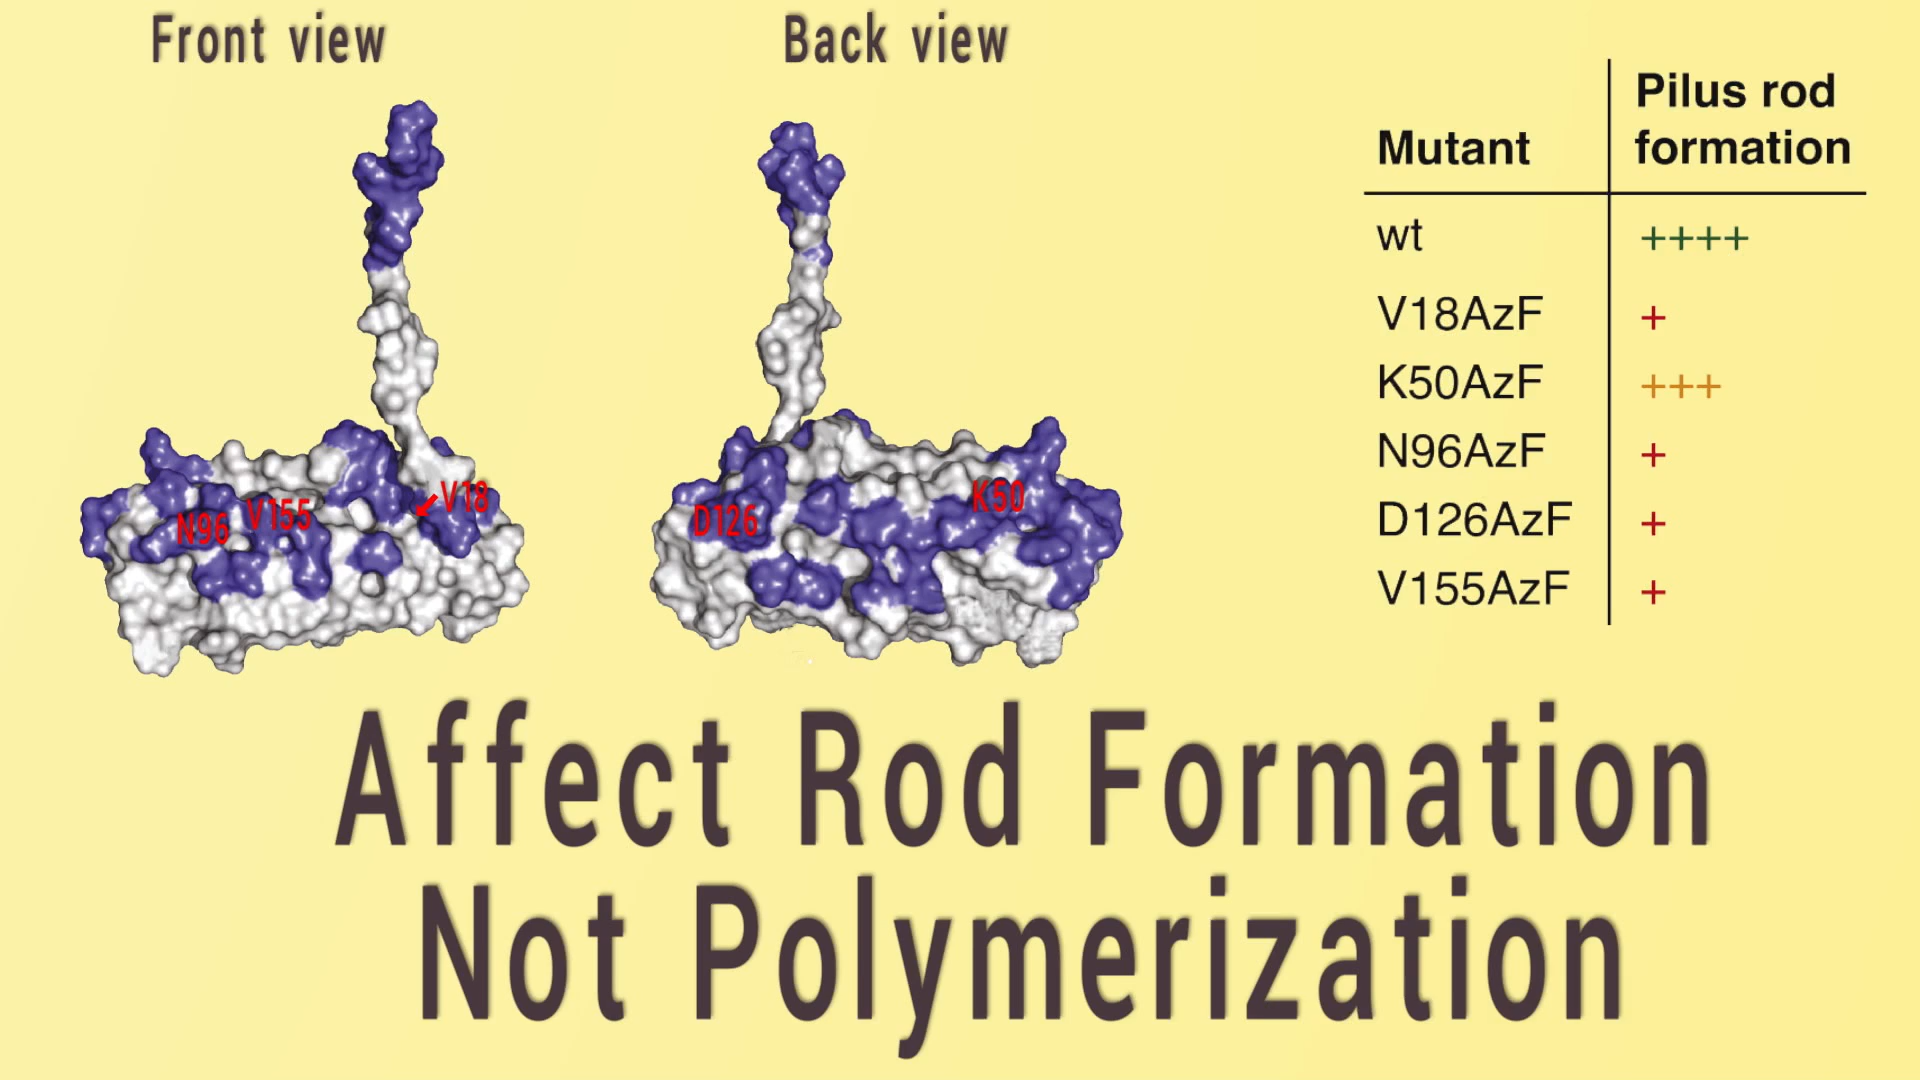 Front view
Back view
N96
V155
V18
D126
K50
Mutant
Pilus rod
formation
wt ++++
V18AzF +
K50AzF +++
N96AzF +
D126AzF +
V155AzF +
Affect Rod Formation
Not Polymerization